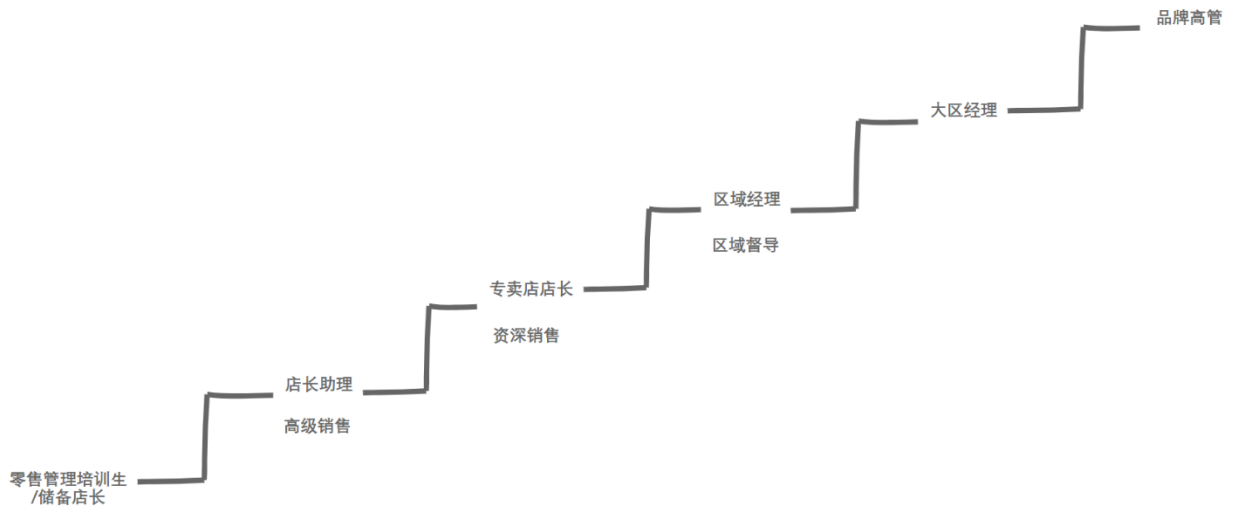 品牌高管
大区经理
区域经理
区域督导
专卖店店长
资深销售
店长助理
高级销售
零售管理培训生
/储备店长